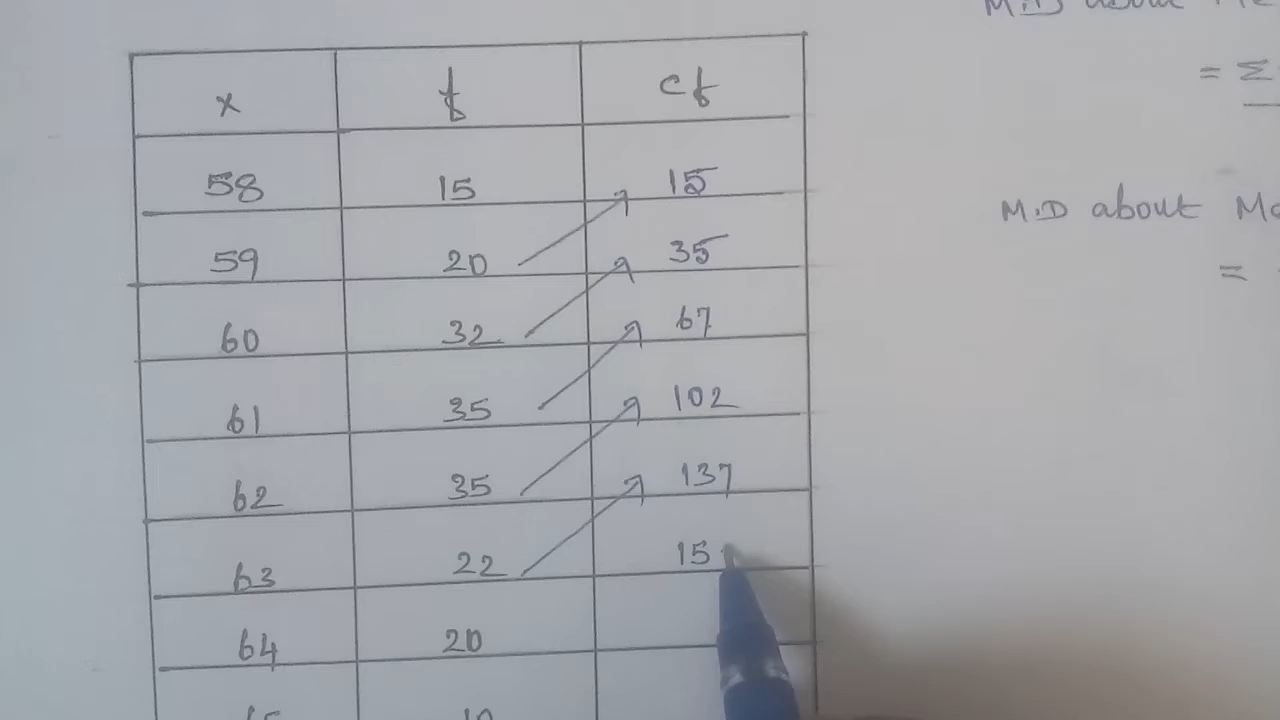 M.D about
= Σ
x f cf
58 15 15
59 20 35
60 32 67
61 35 102
62 35 137
63 22 15
64 20
M.D about
=